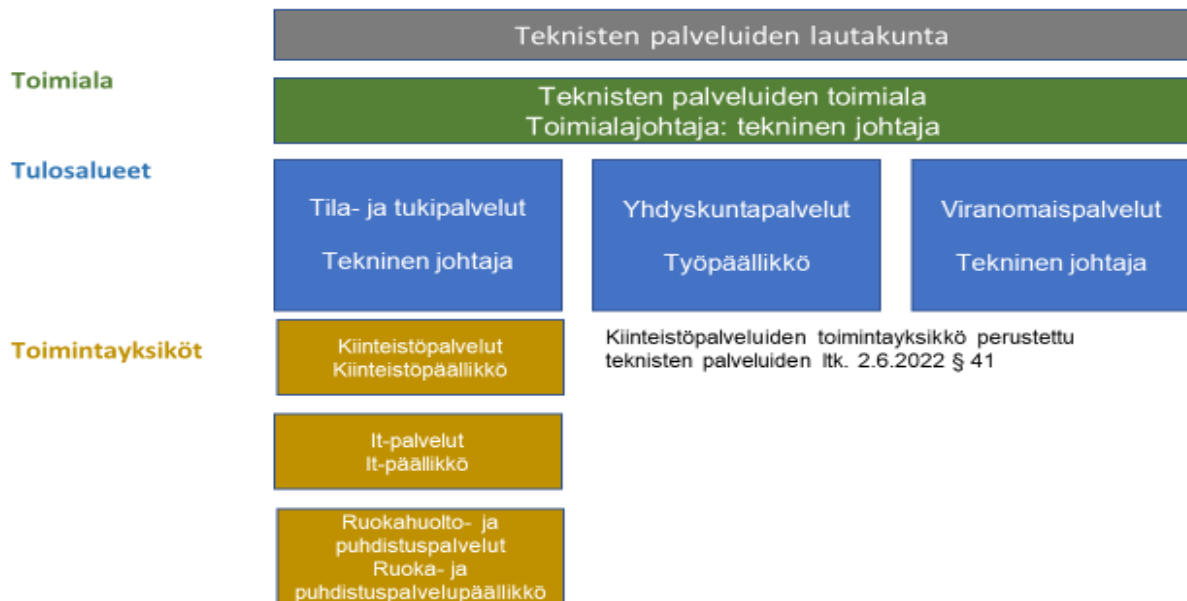 Teknisten palveluiden lautakunta
Toimiala
Teknisten palveluiden toimiala
Toimialajohtaja: tekninen johtaja
Tulosalueet
Tila- ja tukipalvelut
Tekninen johtaja
Yhdyskuntapalvelut
Työpäällikkö
Viranomaispalvelut
Tekninen johtaja
Toimintayksiköt
Kiinteistöpalvelut
Kiinteistöpäällikkö
Kiinteistöpalveluiden toimintayksikkö perustettu
teknisten palveluiden ltk. 2.6.2022 § 41
It-palvelut
It-päällikkö
Ruokahuolto- ja
puhdistuspalvelut
Ruoka- ja
puhdistuspalvelupäällikkö